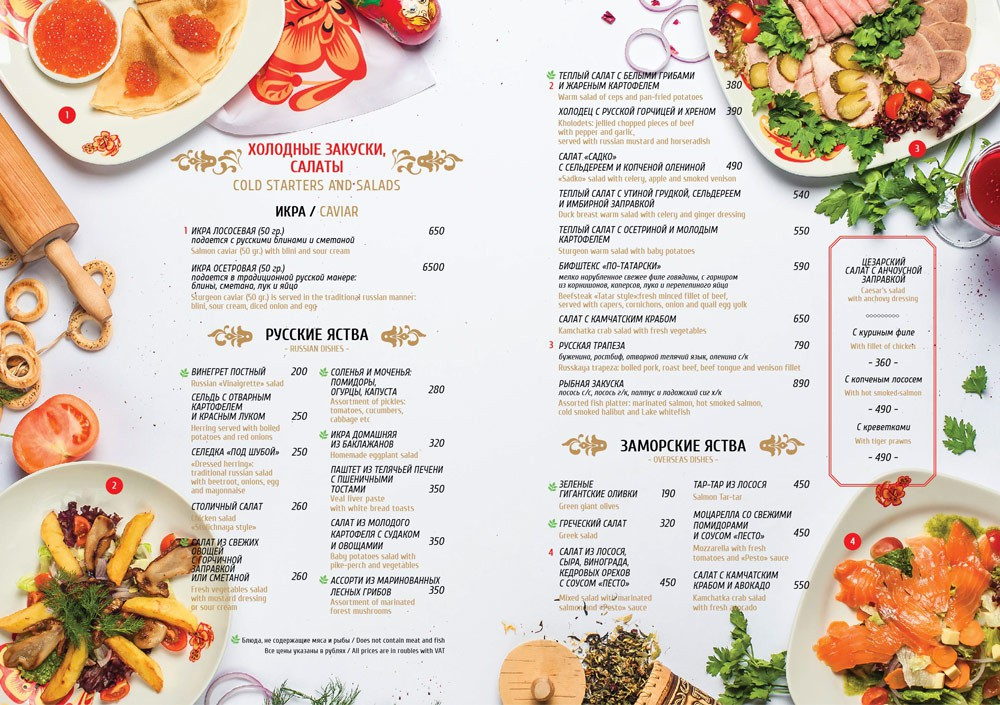 1
ХОЛОДНЫЕ ЗАКУСКИ,
САЛАТЫ
COLD STARTERS AND SALADS
ИКРА / CAVIAR
1 ИКРА ЛОСОСЕВАЯ (50 гр.) 650
подается с русскими блинами и сметаной
Salmon caviar (50 gr.) with blini and sour cream
ИКРА ОСЕТРОВАЯ (50 гр.) 6500
подается в традиционной русской манере:
блины, сметана, лук и яйцо
Sturgeon caviar (50 gr.) is served in the traditional russian manner:
blini, sour cream, diced onion and egg
РУССКИЕ ЯСТВА
- RUSSIAN DISHES -
ВИНЕГРЕТ ПОСТНЫЙ 200
Russian «Vinaigrette» salad
СЕЛЬДЬ С ОТВАРНЫМ
КАРТОФЕЛЕМ
И КРАСНЫМ ЛУКОМ 250
Herring served with boiled
potatoes and red onions
СЕЛЕДКА «ПОД ШУБОЙ» 250
«Dressed herring»:
traditional russian salad
with beetroot, onions, egg
and mayonnaise
СТОЛИЧНЫЙ САЛАТ 260
Chicken salad
«Stolichnaya style»
САЛАТ ИЗ СВЕЖИХ
ОВОЩЕЙ
С ГОРЧИЧНОЙ
ЗАПРАВКОЙ
ИЛИ СМЕТАНОЙ 260
Fresh vegetables salad
with mustard dressing
or sour cream
2
СОЛЕНЬЯ И МОЧЕНЬЯ:
ПОМИДОРЫ,
ОГУРЦЫ, КАПУСТА 280
Assortment of pickles:
tomatoes, cucumbers,
cabbage etc
ИКРА ДОМАШНЯЯ
ИЗ БАКЛАЖАНОВ 320
Homemade eggplant salad
ПАШТЕТ ИЗ ТЕЛЯЧЬЕЙ ПЕЧЕНИ
С ПШЕНИЧНЫМИ
ТОСТАМИ 350
Veal liver paste
with white bread toasts
САЛАТ ИЗ МОЛОДОГО
КАРТОФЕЛЯ С СУДАКОМ
И ОВОЩАМИ 350
Baby potatoes salad with
pike-perch and vegetables
АССОРТИ ИЗ МАРИНОВАННЫХ
ЛЕСНЫХ ГРИБОВ 350
Assortment of marinated
forest mushrooms
Блюда, не содержащие мяса и рыбы / Does not contain meat and fish
Все цены указаны в рублях / All prices are in roubles with VAT
ТЕПЛЫЙ САЛАТ С БЕЛЫМИ ГРИБАМИ
2 И ЖАРЕНЫМ КАРТОФЕЛЕМ 380
Warm salad of ceps and pan-fried potatoes
ХОЛОДЕЦ С РУССКОЙ ГОРЧИЦЕЙ И ХРЕНОМ 390
Kholodets: jellied chopped pieces of beef
with pepper and garlic,
served with russian mustard and horseradish
САЛАТ «САДКО»
С СЕЛЬДЕРЕЕМ И КОПЧЕНОЙ ОЛЕНИНОЙ 490
«Sadko» salad with celery, apple and smoked venison
ТЕПЛЫЙ САЛАТ С УТИНОЙ ГРУДКОЙ, СЕЛЬДЕРЕЕМ 540
И ИМБИРНОЙ ЗАПРАВКОЙ
Duck breast warm salad with celery and ginger dressing
ТЕПЛЫЙ САЛАТ С ОСЕТРИНОЙ И МОЛОДЫМ 550
КАРТОФЕЛЕМ
Sturgeon warm salad with baby potatoes
БИФШТЕКС «ПО-ТАТАРСКИ» 590
мелко нарубленное свежее филе говядины, с гарниром
из корнишонов, каперсов, лука и перепелиного яйца
Beefsteak «Tatar style»:fresh minced fillet of beef,
served with capers, cornichons, onion and quail egg yolk
САЛАТ С КАМЧАТСКИМ КРАБОМ 650
Kamchatka crab salad with fresh vegetables
3 РУССКАЯ ТРАПЕЗА 790
буженина, ростбиф, отварной телячий язык, оленина с/к
Russkaya trapeza: boiled pork, roast beef, beef tongue and venison fillet
РЫБНАЯ ЗАКУСКА 890
лосось с/с, лосось г/к, палтус и ладожский сиг х/к
Assorted fish platter: marinated salmon, hot smoked salmon,
cold smoked halibut and Lake whitefish
ЗАМОРСКИЕ ЯСТВА
- OVERSEAS DISHES -
ЗЕЛЕНЫЕ
ГИГАНТСКИЕ ОЛИВКИ 190
Green giant olives
ГРЕЧЕСКИЙ САЛАТ 320
Greek salad
4 САЛАТ ИЗ ЛОСОСЯ,
СЫРА, ВИНОГРАДА,
КЕДРОВЫХ ОРЕХОВ
С СОУСОМ «ПЕСТО» 450
Mixed salad with marinated
salmon and «Pesto» sauce
ТАР-ТАР ИЗ ЛОСОСЯ 450
Salmon Tar-tar
МОЦАРЕЛЛА СО СВЕЖИМИ
ПОМИДОРАМИ
И СОУСОМ «ПЕСТО» 450
Mozzarella with fresh
tomatoes and «Pesto» sauce
САЛАТ С КАМЧАТСКИМ
КРАБОМ И АВОКАДО 550
Kamchatka crab salad
with fresh avocado
3
ЦЕЗАРСКИЙ
САЛАТ С АНЧОУСНОЙ
ЗАПРАВКОЙ
Caesar's salad
with anchovy dressing
С куриным филе
With fillet of chicken
- 360 -
С копченым лососем
With hot smoked-salmon
- 490 -
С креветками
With tiger prawns
- 490 -
4